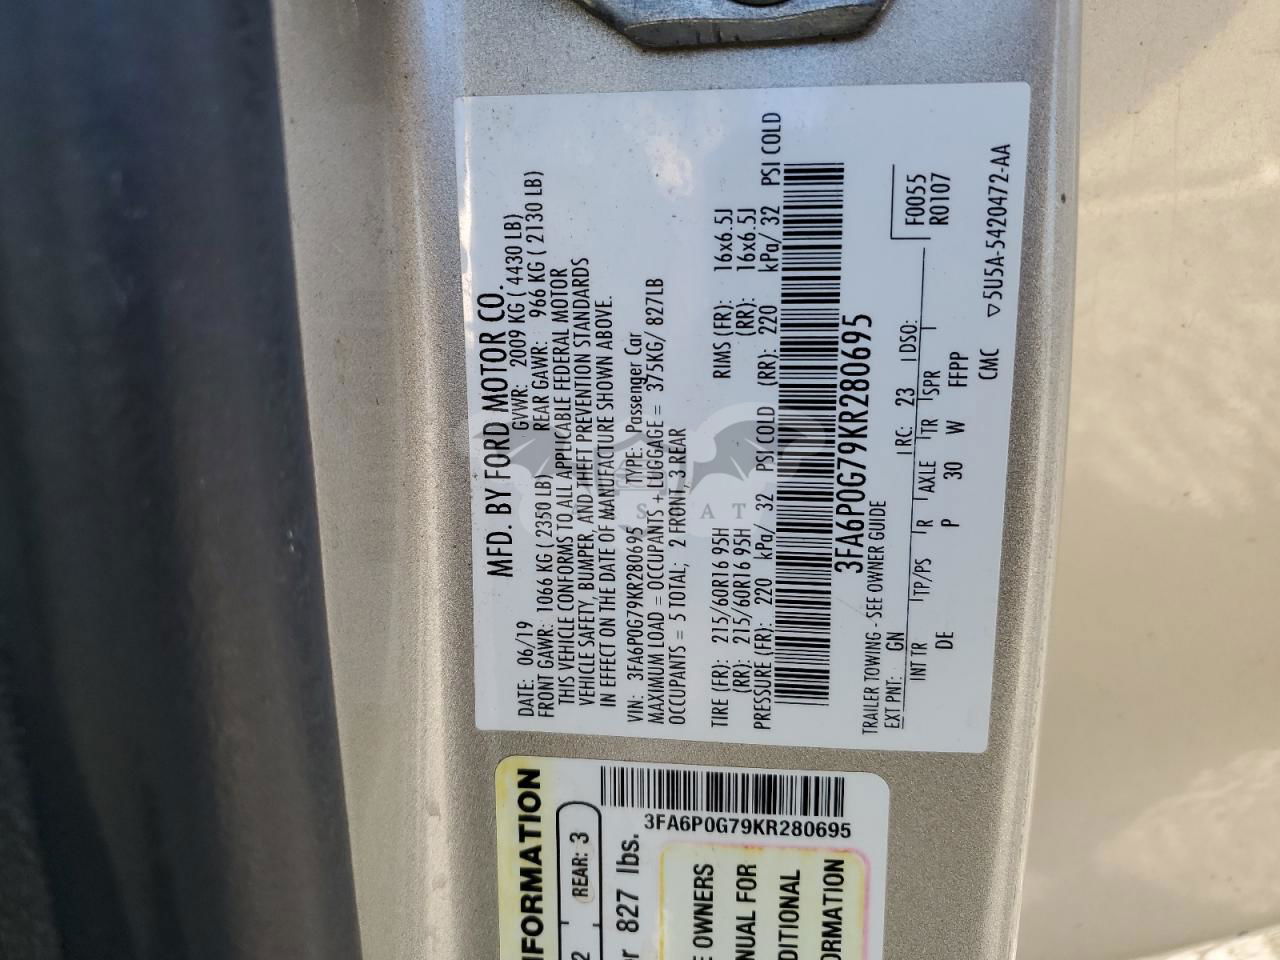 MFD. BY FORD MOTOR CO.
DATE: 06/19 GVWR: 2009 KG ( 4430 LB)
FRONT GAWR: 1066 KG ( 2350 LB) REAR GAWR: 966 KG ( 2130 LB)
THIS VEHICLE CONFORMS TO ALL APPLICABLE FEDERAL MOTOR
VEHICLE SAFETY, BUMPER, AND THEFT PREVENTION STANDARDS
IN EFFECT ON THE DATE OF MANUFACTURE SHOWN ABOVE.
VIN: 3FA6P0G79KR280695 TYPE: Passenger Car
MAXIMUM LOAD = OCCUPANTS + LUGGAGE = 375KG/ 827LB
OCCUPANTS = 5 TOTAL; 2 FRONT, 3 REAR
TIRE (FR): 215/60R16 95H RIMS (FR): 16x6.5J
(RR): 215/60R16 95H (RR): 16x6.5J
PRESSURE (FR): 220 kPa/ 32 PSI COLD (RR): 220 kPa/ 32 PSI COLD
3FA6P0G79KR280695
TRAILER TOWING - SEE OWNER GUIDE
EXT PNT: GN RC: 23 DSO: F0055
R0107
INT TR TP/PS R AXLE TR SPR
DE P 30 W FFPP
CMC
▽5U5A-5420472-AA
NFORMATION
2 REAR: 3
r 827 lbs.
3FA6P0G79KR280695
E OWNERS
NUAL FOR
DITIONAL
ORMATION